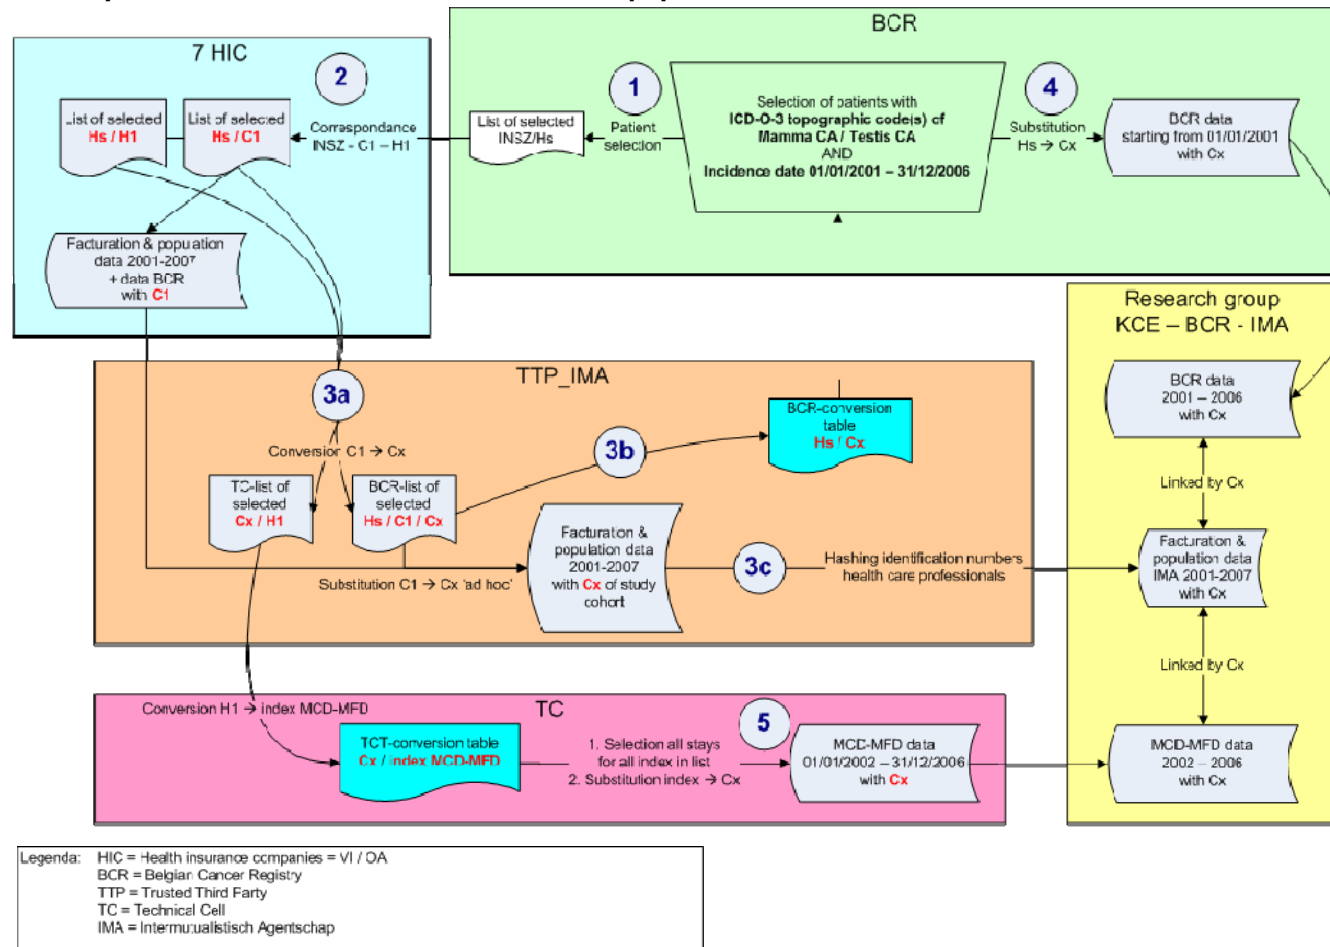 BCR
7 HIC
2
List of selected
Hs / H1
List of selected
Hs / C1
Correspondance
INSZ - C1 – H1
List of selected
INSZ/Hs
1
Patient
selection
Selection of patients with
ICD-O-3 topographic code(s) of
Mamma CA / Testis CA
AND
Incidence date 01/01/2001 – 31/12/2006
4
Substitution
Hs → Cx
BCR data
starting from 01/01/2001
with Cx
Facturation & population
data 2001-2007
+ data BCR
with C1
Research group
KCE – BCR - IMA
BCR data
2001 – 2006
with Cx
Linked by Cx
Facturation &
population data
IMA 2001-2007
with Cx
Linked by Cx
MCD-MFD data
2002 – 2006
with Cx
TTP_IMA
3a
Conversion C1 → Cx
TC-list of
selected
Cx / H1
BCR-list of
selected
Hs / C1 / Cx
3b
BCR-conversion
table
Hs / Cx
Substitution C1 → Cx 'ad hoc'
Facturation &
population data
2001-2007
with Cx of study
cohort
3c
Hashing identification numbers
health care professionals
TC
Conversion H1 → index MCD-MFD
TCT-conversion table
Cx / index MCD-MFD
1. Selection all stays
for all index in list
2. Substitution index → Cx
5
MCD-MFD data
01/01/2002 – 31/12/2006
with Cx
Legenda: HIC = Health insurance companies = VI / OA
BCR = Belgian Cancer Registry
TTP = Trusted Third Party
TC = Technical Cell
IMA = Intermutualistisch Agentschap